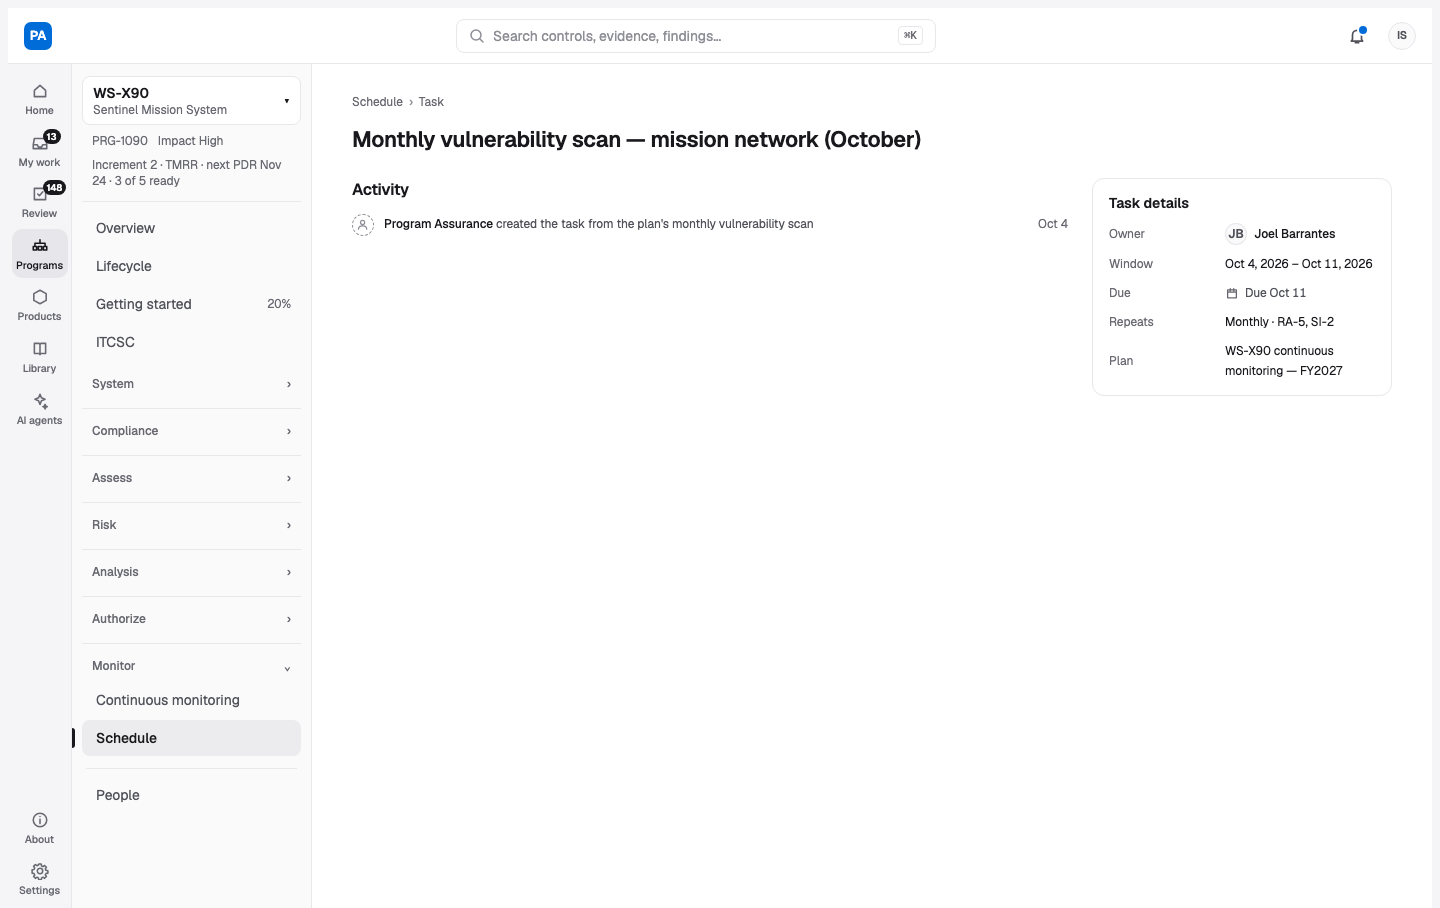 PA
Search controls, evidence, findings...
⌘K
IS
Home
13
My work
148
Review
Programs
Products
Library
AI agents
About
Settings
WS-X90
Sentinel Mission System
PRG-1090 Impact High
Increment 2 · TMRR · next PDR Nov
24 · 3 of 5 ready
Overview
Lifecycle
Getting started 20%
ITCSC
System
Compliance
Assess
Risk
Analysis
Authorize
Monitor
Continuous monitoring
Schedule
People
Schedule › Task
Monthly vulnerability scan — mission network (October)
Activity
Program Assurance created the task from the plan's monthly vulnerability scan Oct 4
Task details
Owner JB Joel Barrantes
Window Oct 4, 2026 – Oct 11, 2026
Due Due Oct 11
Repeats Monthly · RA-5, SI-2
Plan WS-X90 continuous
monitoring — FY2027